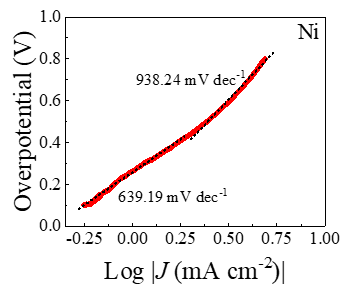 Ni
1.0
0.8
0.6
0.4
0.2
0.0
Overpotential (V)
938.24 mV dec⁻¹
639.19 mV dec⁻¹
-0.25 0.00 0.25 0.50 0.75 1.00
Log |J (mA cm⁻²)|